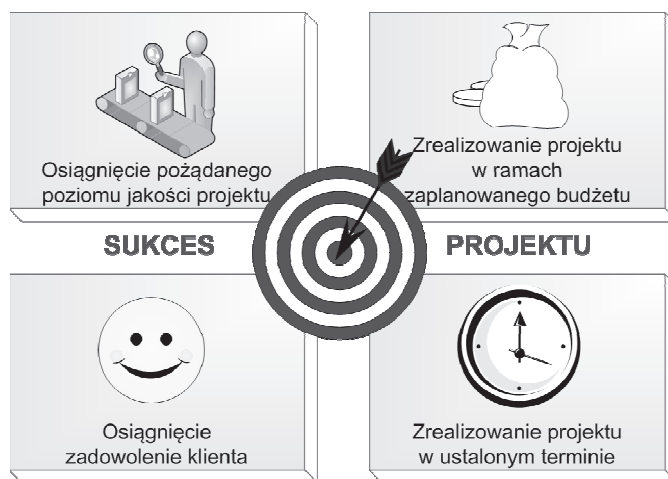 Osiągnięcie pożądanego
poziomu jakości projektu
Zrealizowanie projektu
w ramach
zaplanowanego budżetu
SUKCES PROJEKTU
Osiągnięcie
zadowolenie klienta
Zrealizowanie projektu
w ustalonym terminie